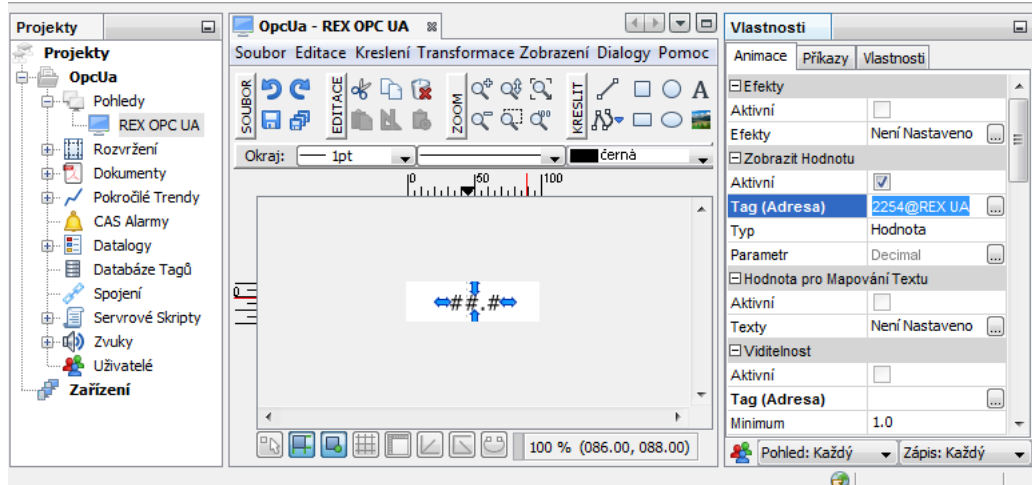 Projekty
Projekty
OpcUa
Pohledy
REX OPC UA
Rozvržení
Dokumenty
Pokročilé Trendy
CAS Alarmy
Datalogy
Databáze Tagů
Spojení
Servrové Skripty
Zvuky
Uživatelé
Zařízení
OpcUa - REX OPC UA
Soubor Editace Kreslení Transformace Zobrazení Dialogy Pomoc
SOUBOR
EDITACE
ZOOM
KRESLIT
A
Okraj: 1pt černá
0 50 100
0
##.#
100 % (086.00, 088.00)
Vlastnosti
Animace Příkazy Vlastnosti
Efekty
Aktivní
Efekty Není Nastaveno ...
Zobrazit Hodnotu
Aktivní
Tag (Adresa) 2254@REX UA ...
Typ Hodnota
Parametr Decimal ...
Hodnota pro Mapování Textu
Aktivní
Texty Není Nastaveno ...
Viditelnost
Aktivní
Tag (Adresa) ...
Minimum 1.0
Pohled: Každý Zápis: Každý